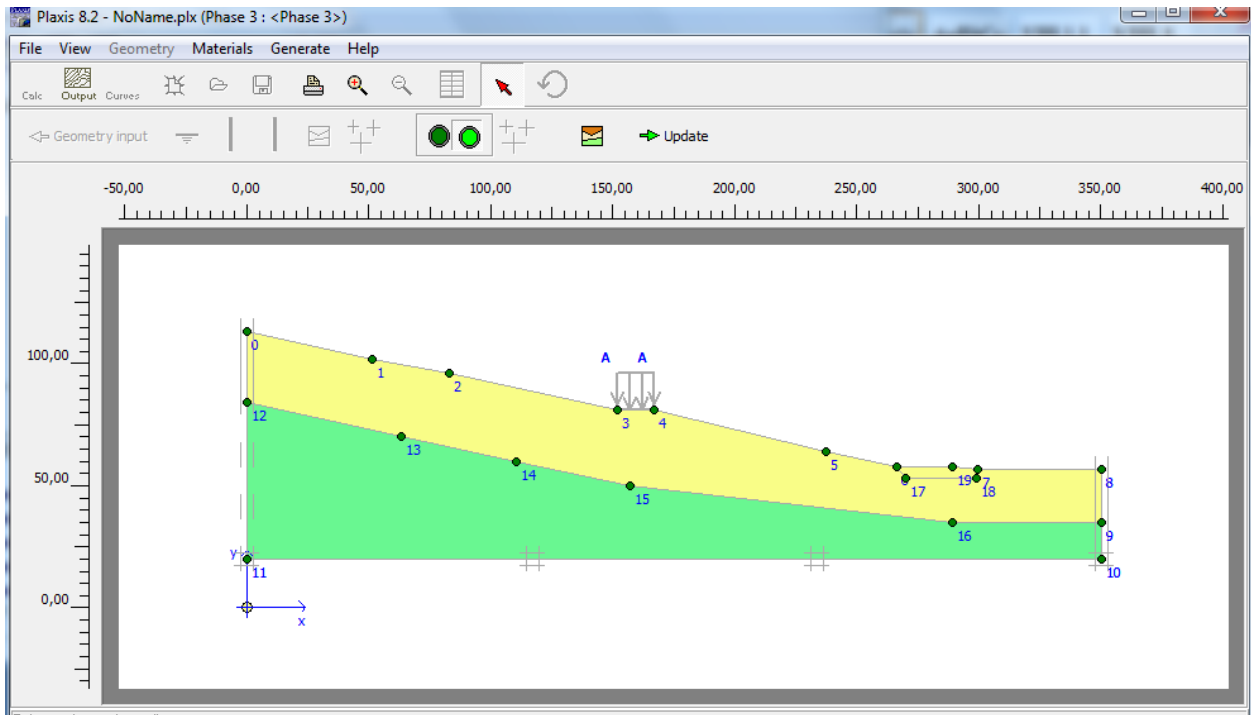 Plaxis 8.2 - NoName.plx (Phase 3 : <Phase 3>)
File View Geometry Materials Generate Help
Calc Output Curves
Geometry input Update
-50,00 0,00 50,00 100,00 150,00 200,00 250,00 300,00 350,00 400,00
0
100,00
A A
1
2
12
3 4
13
5
14
50,00
17 19 7 8
15 18
16 9
y
11 10
0,00
x